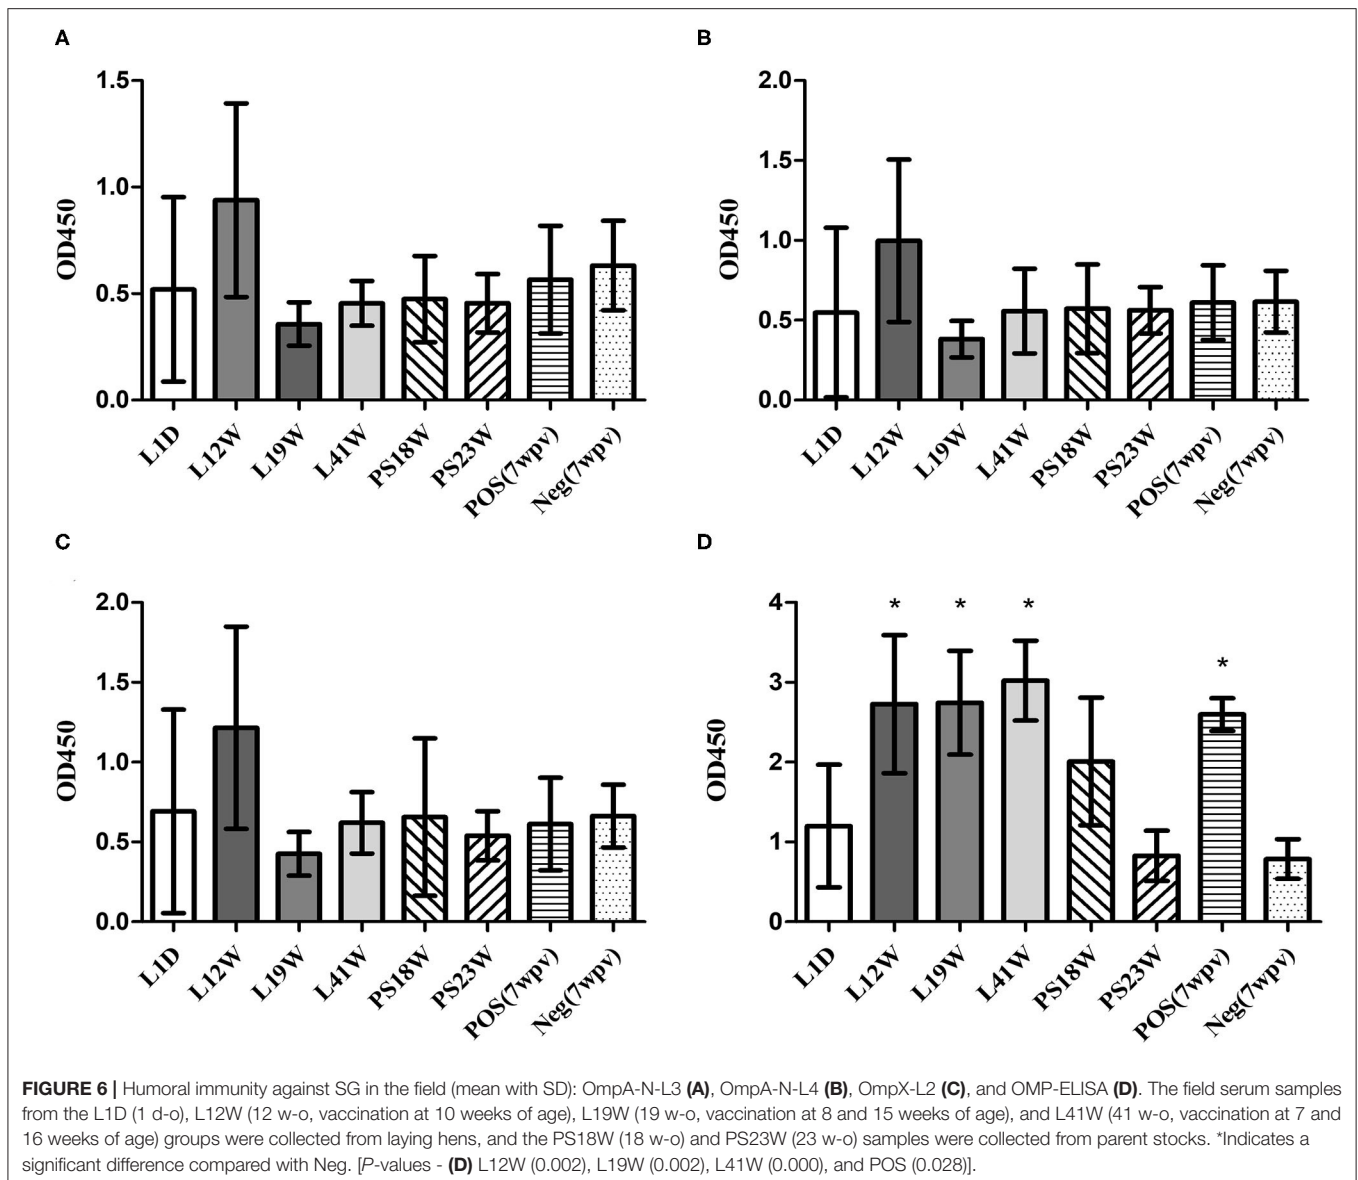 A
OD450
1.5
1.0
0.5
0.0
L1D
L12W
L19W
L41W
PS18W
PS23W
POS(7wpv)
Neg(7wpv)
B
OD450
2.0
1.5
1.0
0.5
0.0
L1D
L12W
L19W
L41W
PS18W
PS23W
POS(7wpv)
Neg(7wpv)
C
OD450
2.0
1.5
1.0
0.5
0.0
L1D
L12W
L19W
L41W
PS18W
PS23W
POS(7wpv)
Neg(7wpv)
D
OD450
4
3
2
1
0
* * * *
L1D
L12W
L19W
L41W
PS18W
PS23W
POS(7wpv)
Neg(7wpv)
FIGURE 6 | Humoral immunity against SG in the field (mean with SD): OmpA-N-L3 (A), OmpA-N-L4 (B), OmpX-L2 (C), and OMP-ELISA (D). The field serum samples
from the L1D (1 d-o), L12W (12 w-o, vaccination at 10 weeks of age), L19W (19 w-o, vaccination at 8 and 15 weeks of age), and L41W (41 w-o, vaccination at 7 and
16 weeks of age) groups were collected from laying hens, and the PS18W (18 w-o) and PS23W (23 w-o) samples were collected from parent stocks. *Indicates a
significant difference compared with Neg. [P-values - (D) L12W (0.002), L19W (0.002), L41W (0.000), and POS (0.028)].